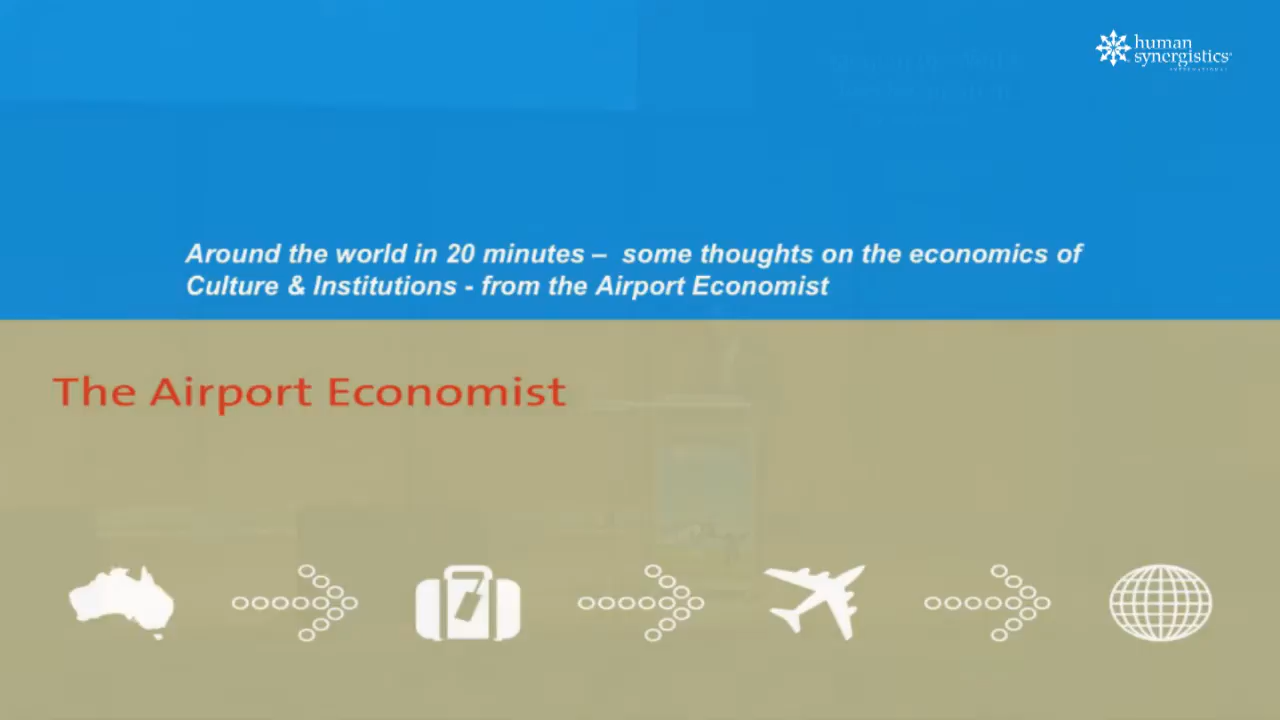 human
synergistics
INTERNATIONAL
Around the world in 20 minutes – some thoughts on the economics of
Culture & Institutions - from the Airport Economist
The Airport Economist